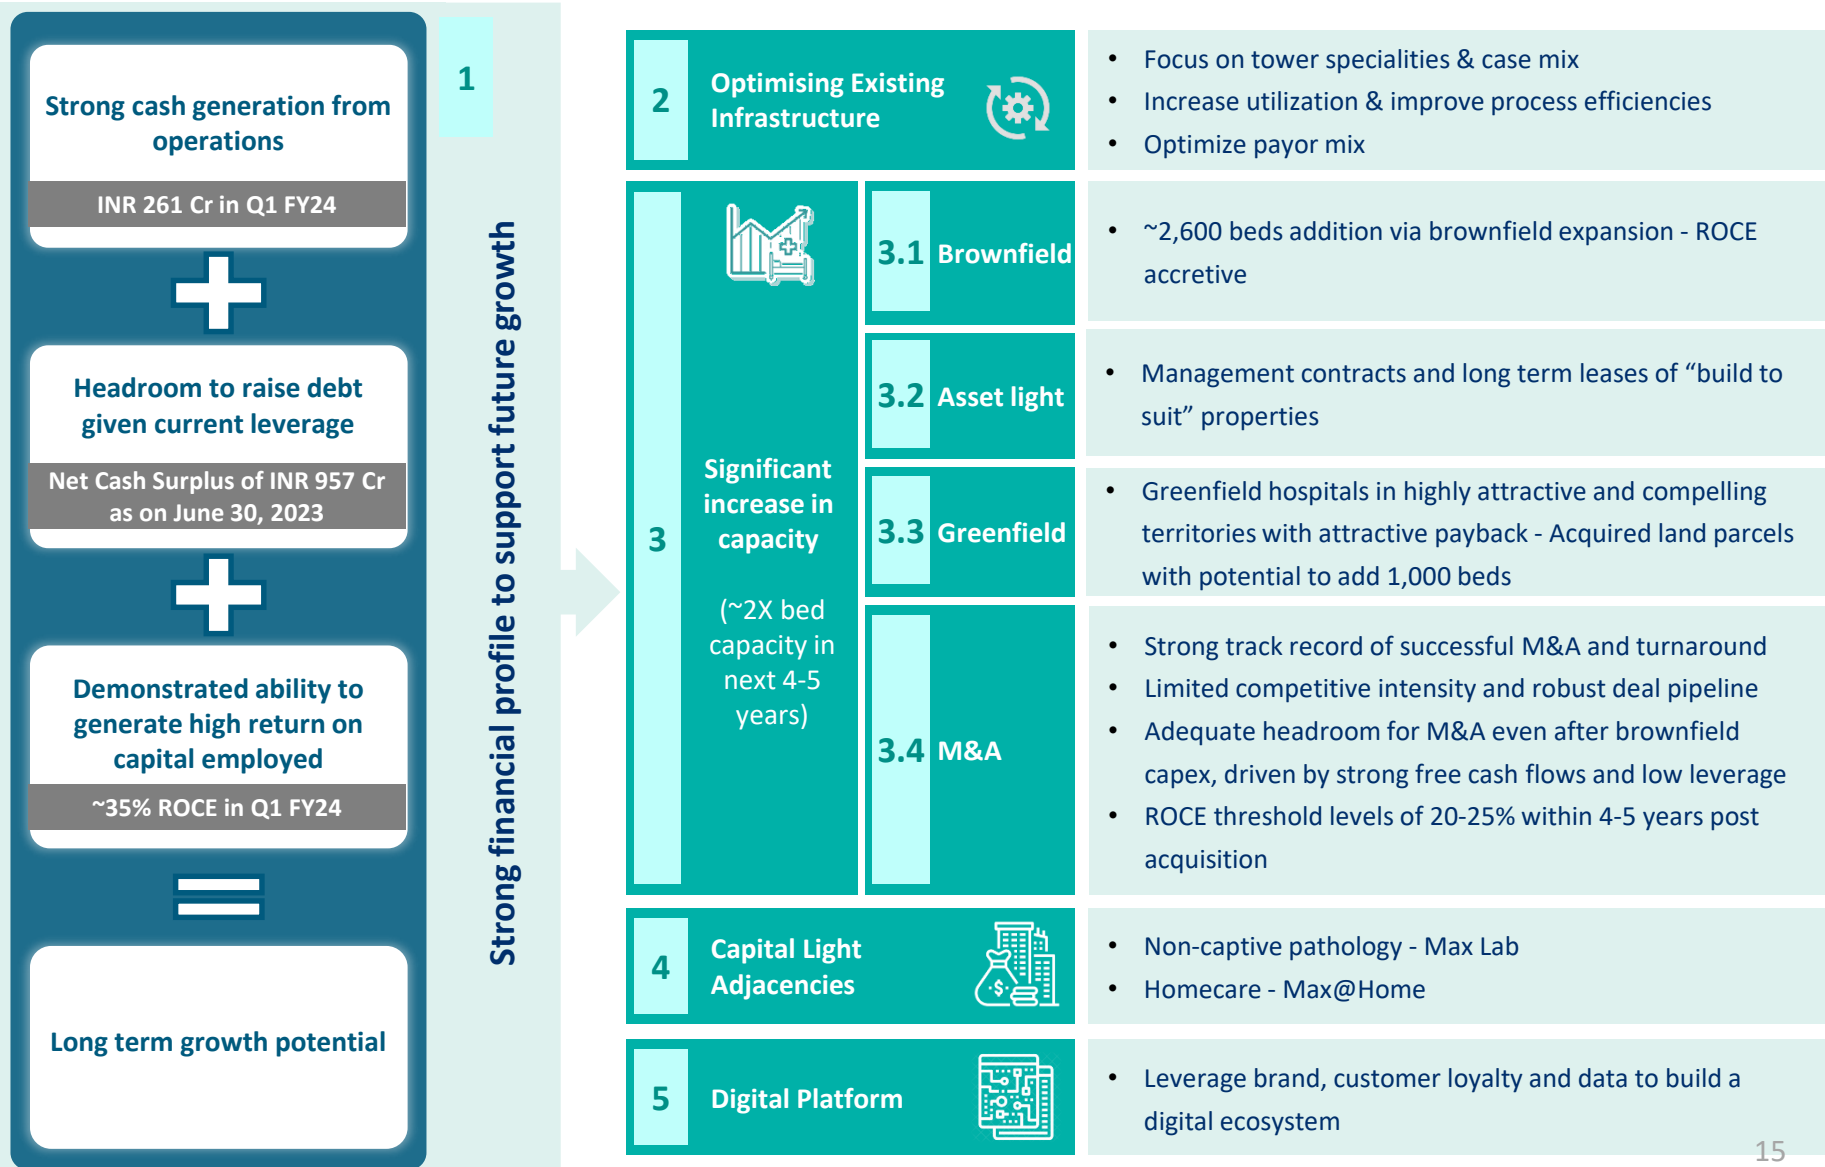 Strong cash generation from
operations
INR 261 Cr in Q1 FY24
Headroom to raise debt
given current leverage
Net Cash Surplus of INR 957 Cr
as on June 30, 2023
Demonstrated ability to
generate high return on
capital employed
~35% ROCE in Q1 FY24
Long term growth potential
1
Strong financial profile to support future growth
2
Optimising Existing
Infrastructure
• Focus on tower specialities & case mix
• Increase utilization & improve process efficiencies
• Optimize payor mix
3
Significant
increase in
capacity
(~2X bed
capacity in
next 4-5
years)
3.1 Brownfield
• ~2,600 beds addition via brownfield expansion - ROCE
accretive
3.2 Asset light
• Management contracts and long term leases of “build to
suit” properties
3.3 Greenfield
• Greenfield hospitals in highly attractive and compelling
territories with attractive payback - Acquired land parcels
with potential to add 1,000 beds
3.4 M&A
• Strong track record of successful M&A and turnaround
• Limited competitive intensity and robust deal pipeline
• Adequate headroom for M&A even after brownfield
capex, driven by strong free cash flows and low leverage
• ROCE threshold levels of 20-25% within 4-5 years post
acquisition
4
Capital Light
Adjacencies
• Non-captive pathology - Max Lab
• Homecare - Max@Home
5
Digital Platform
• Leverage brand, customer loyalty and data to build a
digital ecosystem
15